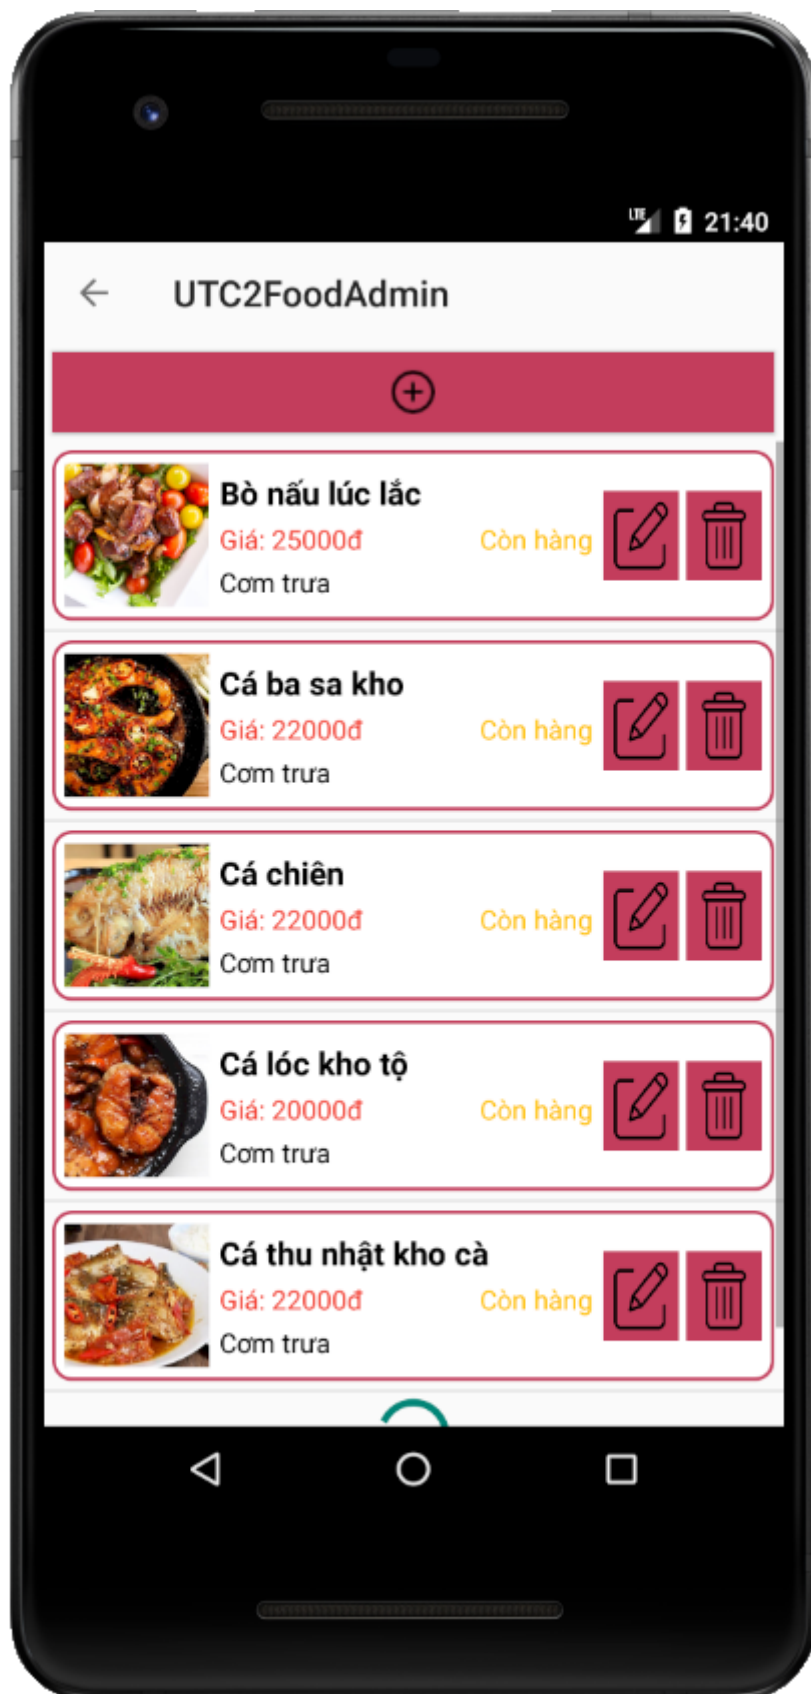 LTE 21:40
UTC2FoodAdmin
Bò nấu lúc lắc
Giá: 25000đ
Còn hàng
Cơm trưa
Cá ba sa kho
Giá: 22000đ
Còn hàng
Cơm trưa
Cá chiên
Giá: 22000đ
Còn hàng
Cơm trưa
Cá lóc kho tộ
Giá: 20000đ
Còn hàng
Cơm trưa
Cá thu nhật kho cà
Giá: 22000đ
Còn hàng
Cơm trưa